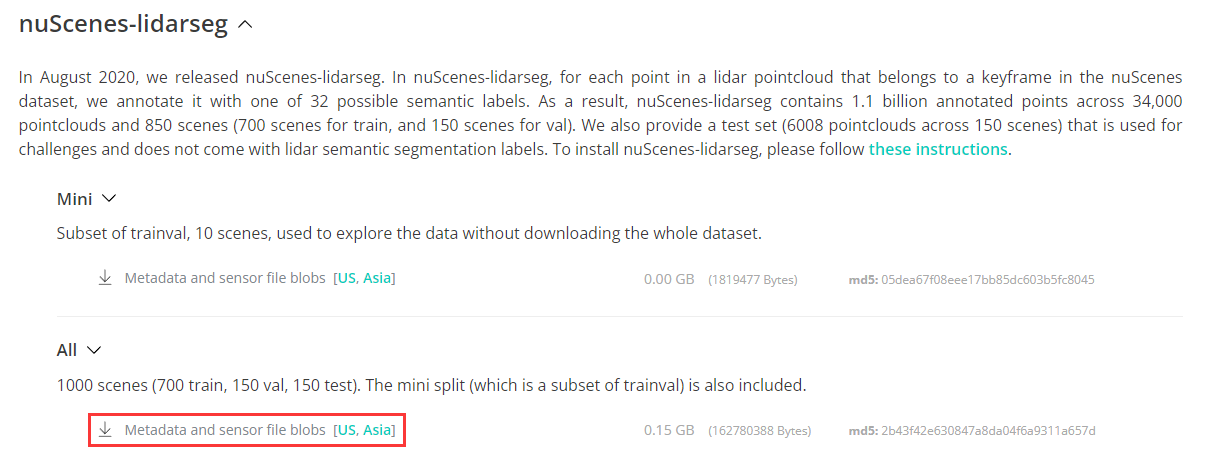 nuScenes-lidarseg
In August 2020, we released nuScenes-lidarseg. In nuScenes-lidarseg, for each point in a lidar pointcloud that belongs to a keyframe in the nuScenes
dataset, we annotate it with one of 32 possible semantic labels. As a result, nuScenes-lidarseg contains 1.1 billion annotated points across 34,000
pointclouds and 850 scenes (700 scenes for train, and 150 scenes for val). We also provide a test set (6008 pointclouds across 150 scenes) that is used for
challenges and does not come with lidar semantic segmentation labels. To install nuScenes-lidarseg, please follow these instructions.
Mini
Subset of trainval, 10 scenes, used to explore the data without downloading the whole dataset.
Metadata and sensor file blobs [US, Asia] 0.00 GB (1819477 Bytes) md5: 05dea67f08eee17bb85dc603b5fc8045
All
1000 scenes (700 train, 150 val, 150 test). The mini split (which is a subset of trainval) is also included.
Metadata and sensor file blobs [US, Asia] 0.15 GB (162780388 Bytes) md5: 2b43f42e630847a8da04f6a9311a657d